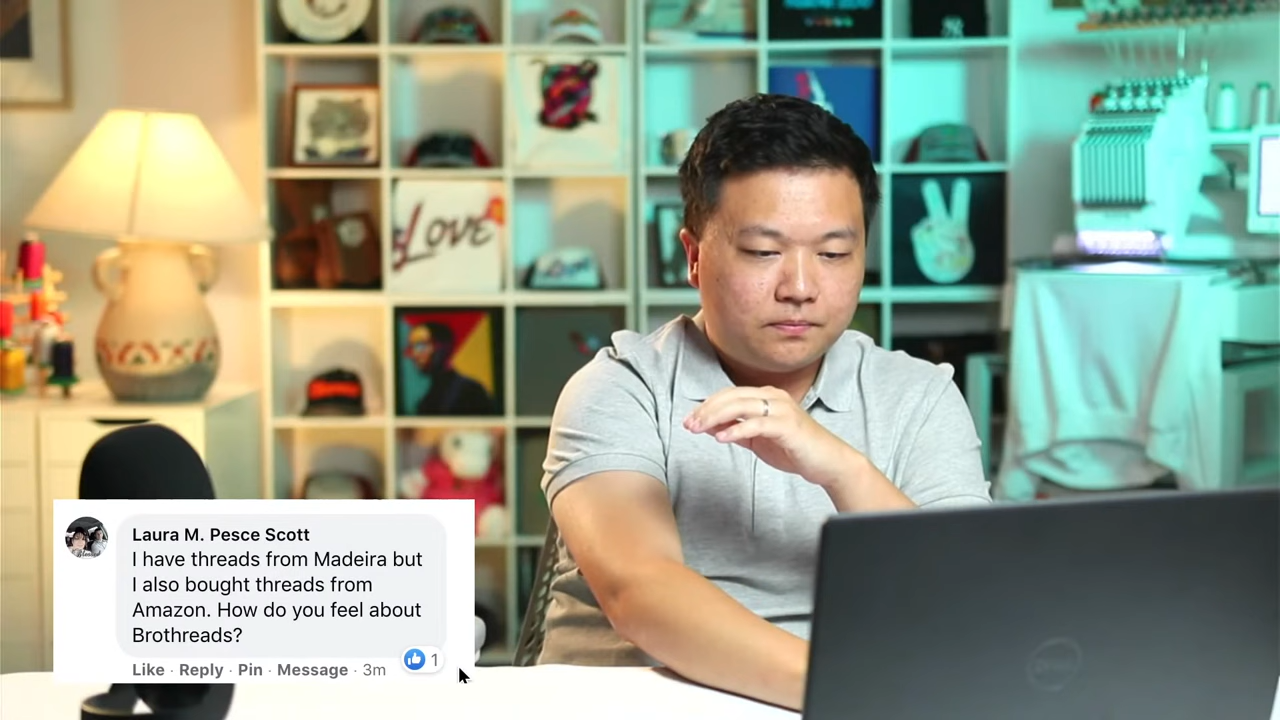 LOVE
Laura M. Pesce Scott
I have threads from Madeira but
I also bought threads from
Amazon. How do you feel about
Brothreads?
Like · Reply · Pin · Message · 3m
1
DELL